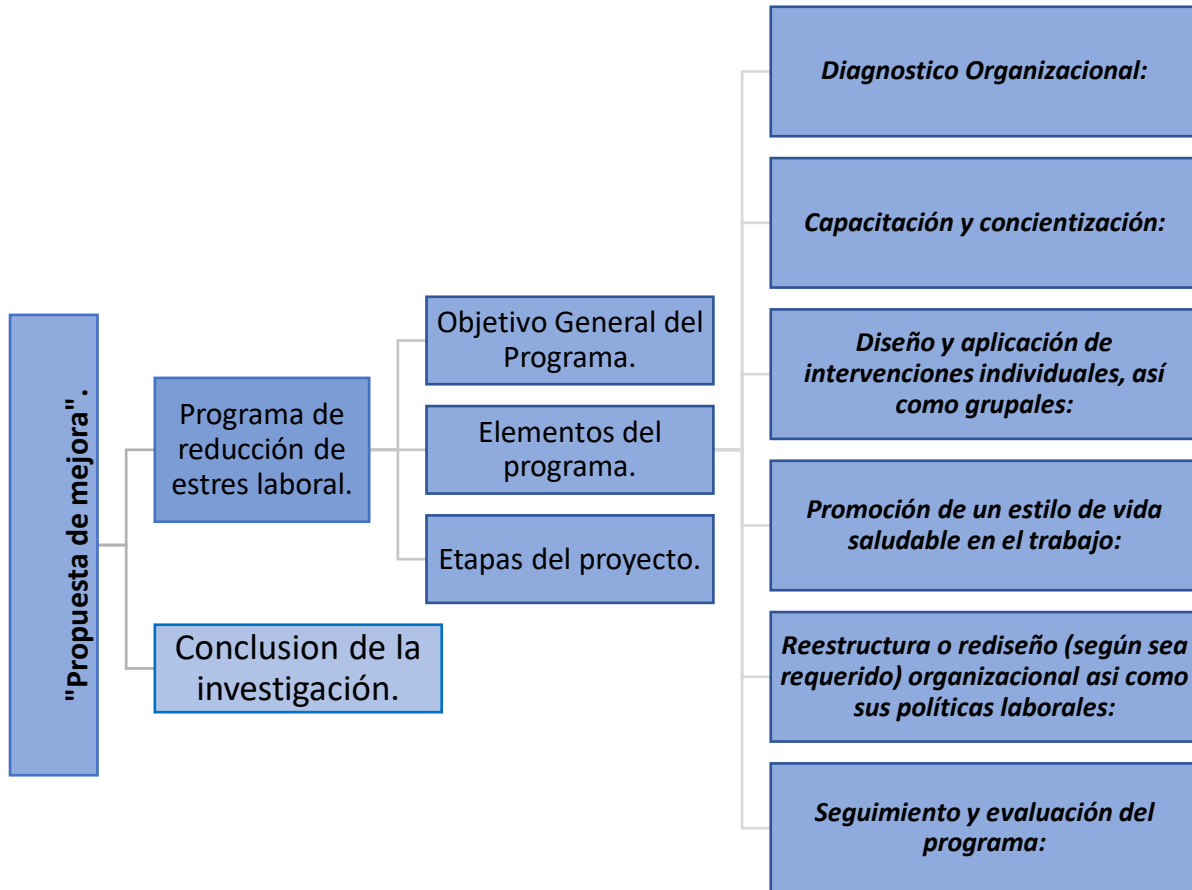 "Propuesta de mejora".
Programa de
reducción de
estres laboral.
Conclusion de la
investigación.
Objetivo General del
Programa.
Elementos del
programa.
Etapas del proyecto.
Diagnostico Organizacional:
Capacitación y concientización:
Diseño y aplicación de
intervenciones individuales, así
como grupales:
Promoción de un estilo de vida
saludable en el trabajo:
Reestructura o rediseño (según sea
requerido) organizacional asi como
sus políticas laborales:
Seguimiento y evaluación del
programa: